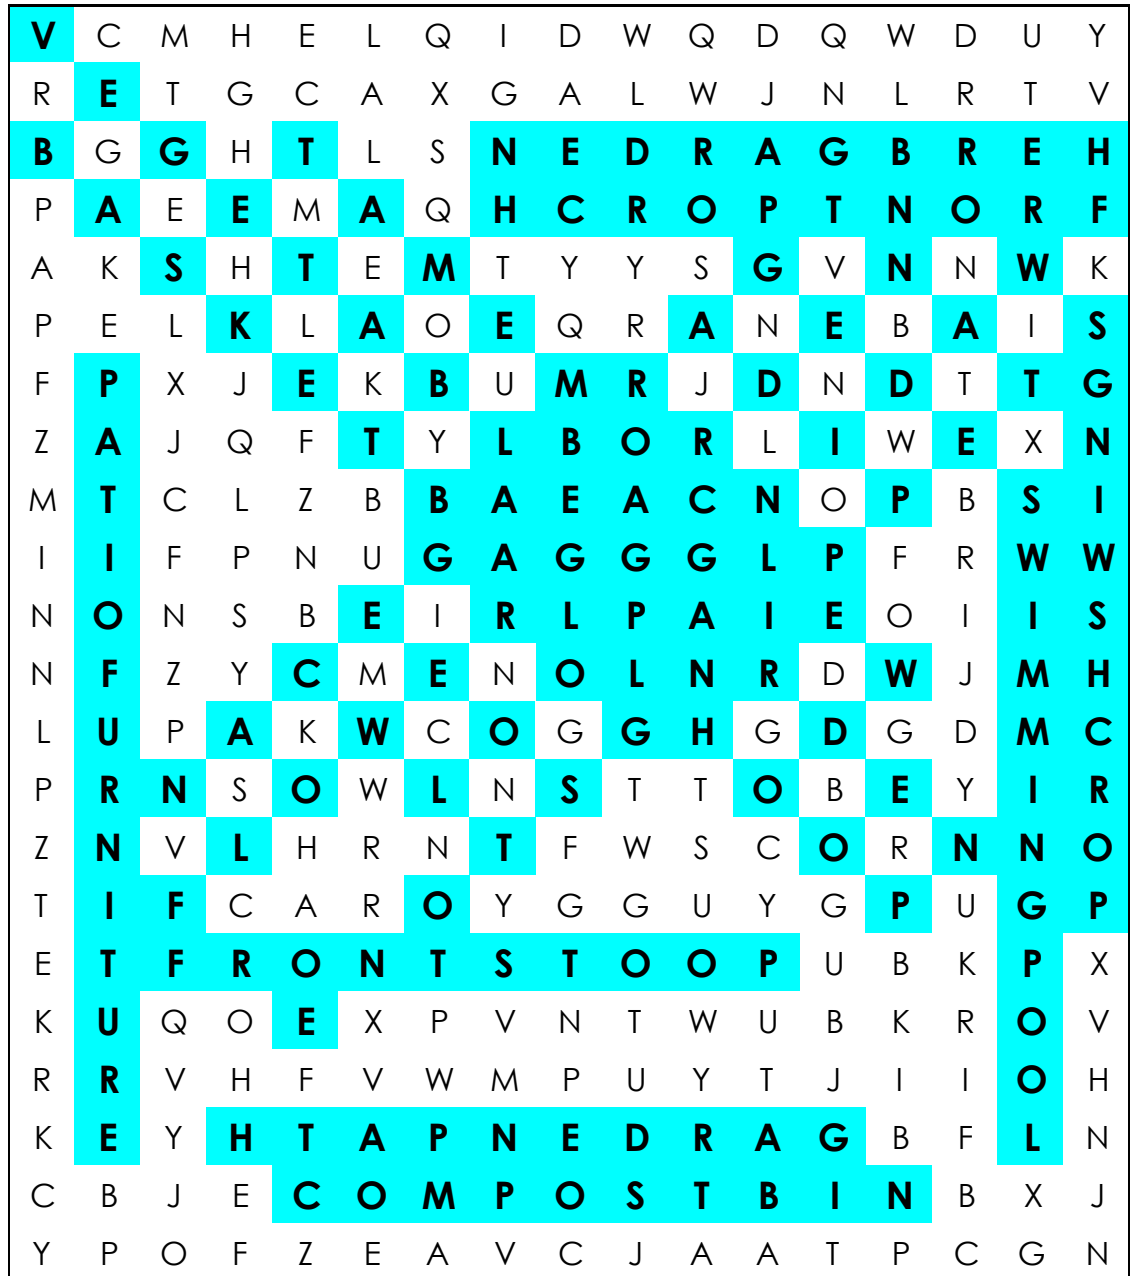 V C M H E L Q I D W Q D Q W D U Y
R E T G C A X G A L W J N L R T V
B G G H T L S N E D R A G B R E H
P A E E M A Q H C R O P T N O R F
A K S H T E M T Y Y S G V N N W K
P E L K L A O E Q R A N E B A I S
F P X J E K B U M R J D N D T T G
Z A J Q F T Y L B O R L I W E X N
M T C L Z B B A E A C N O P B S I
I I F P N U G A G G G L P F R W W
N O N S B E I R L P A I E O I I S
N F Z Y C M E N O L N R D W J M H
L U P A K W C O G G H G D G D M C
P R N S O W L N S T T O B E Y I R
Z N V L H R N T F W S C O R N N O
T I F C A R O Y G G U Y G P U G P
E T F R O N T S T O O P U B K P X
K U Q O E X P V N T W U B K R O V
R R V H F V W M P U Y T J I I O H
K E Y H T A P N E D R A G B F L N
C B J E C O M P O S T B I N B X J
Y P O F Z E A V C J A A T P C G N